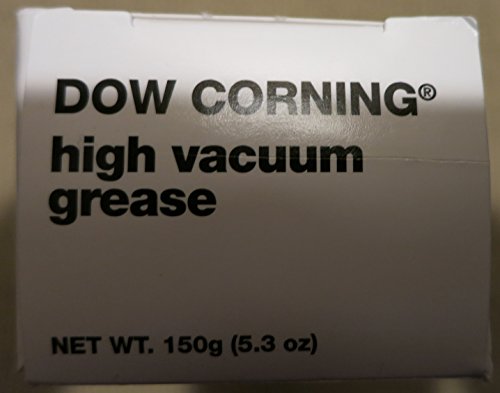 DOW CORNING®
high vacuum
grease
NET WT. 150g (5.3 oz)